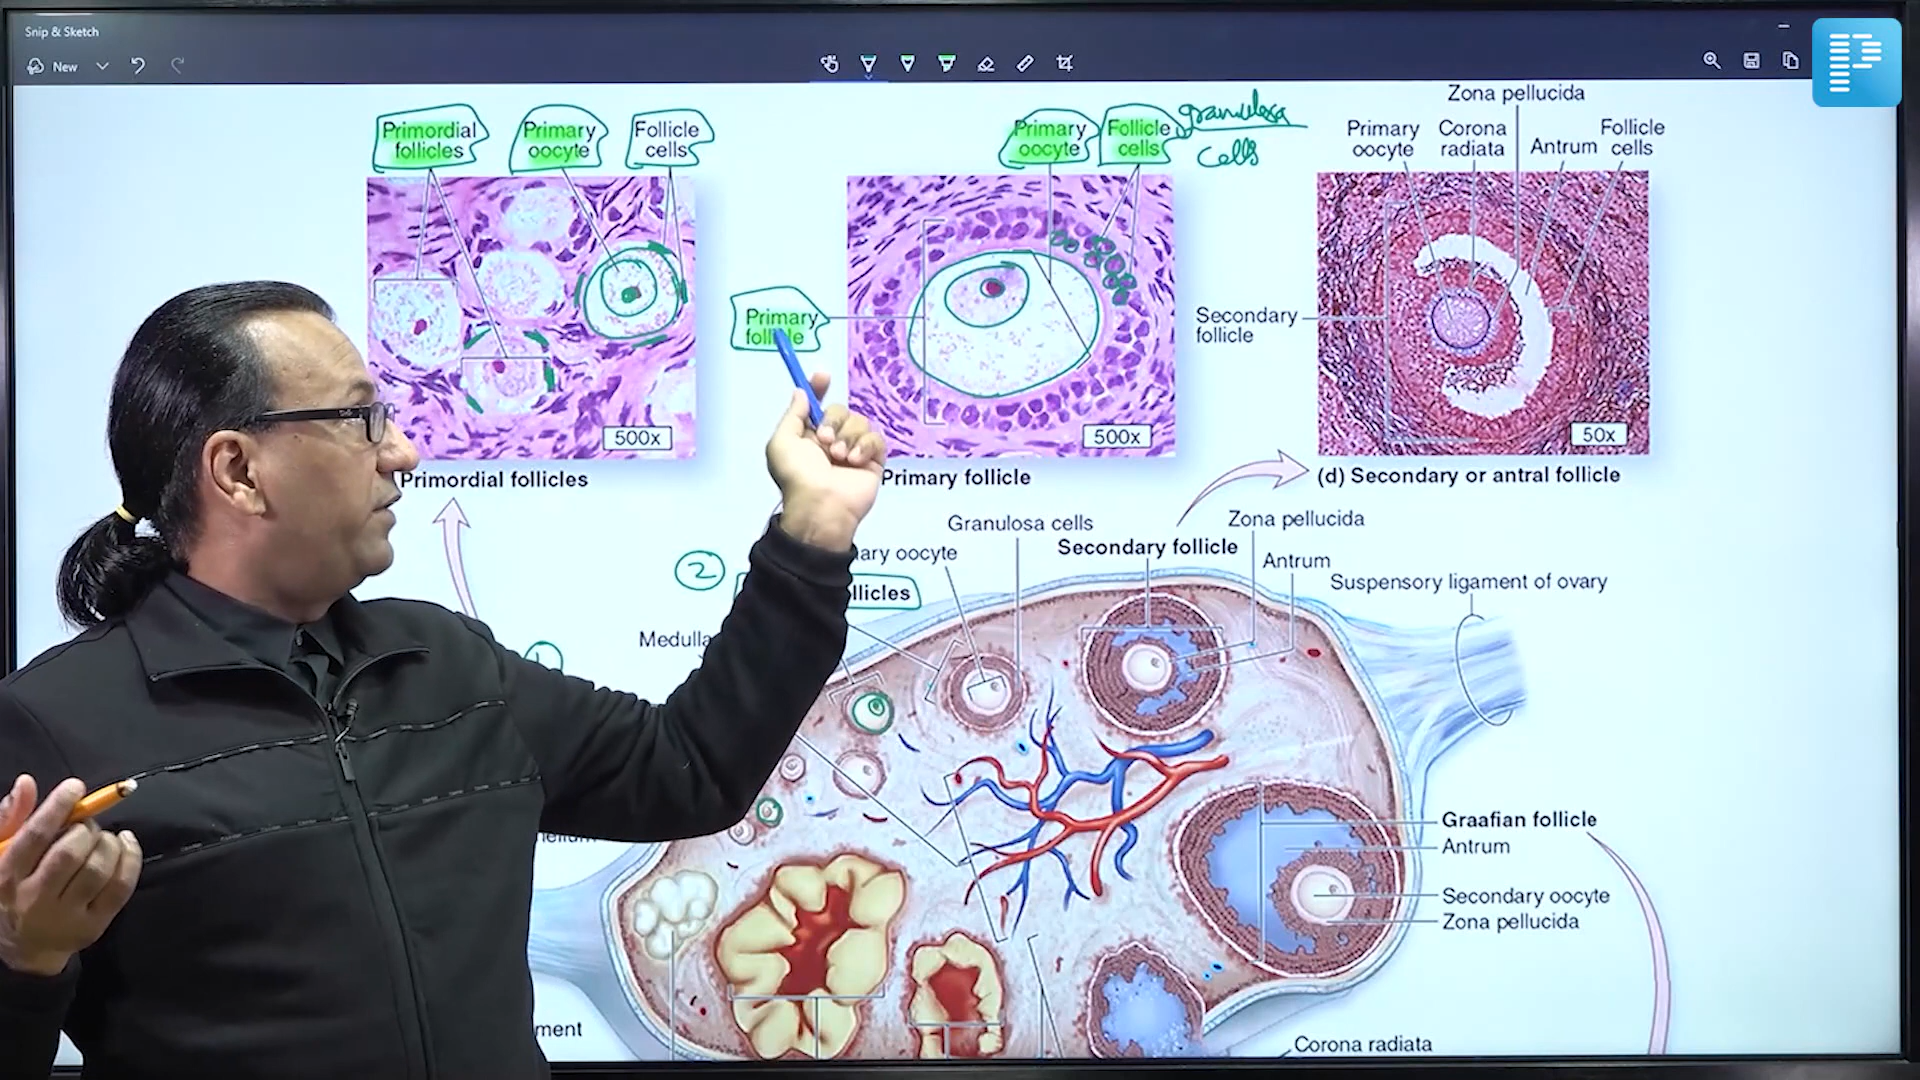 Snip & Sketch
New
Primordial
follicles
Primary
oocyte
Follicle
cells
Primary
oocyte
Follicle
cells
granulosa
cells
Zona pellucida
Primary
oocyte
Corona
radiata
Antrum
Follicle
cells
Primary
follicle
Secondary
follicle
500x
500x
50x
Primordial follicles
Primary follicle
(d) Secondary or antral follicle
Granulosa cells
Zona pellucida
ary oocyte
Secondary follicle
Antrum
2
llicles
Suspensory ligament of ovary
Medulla
1
Graafian follicle
Antrum
Secondary oocyte
Zona pellucida
ment
Corona radiata